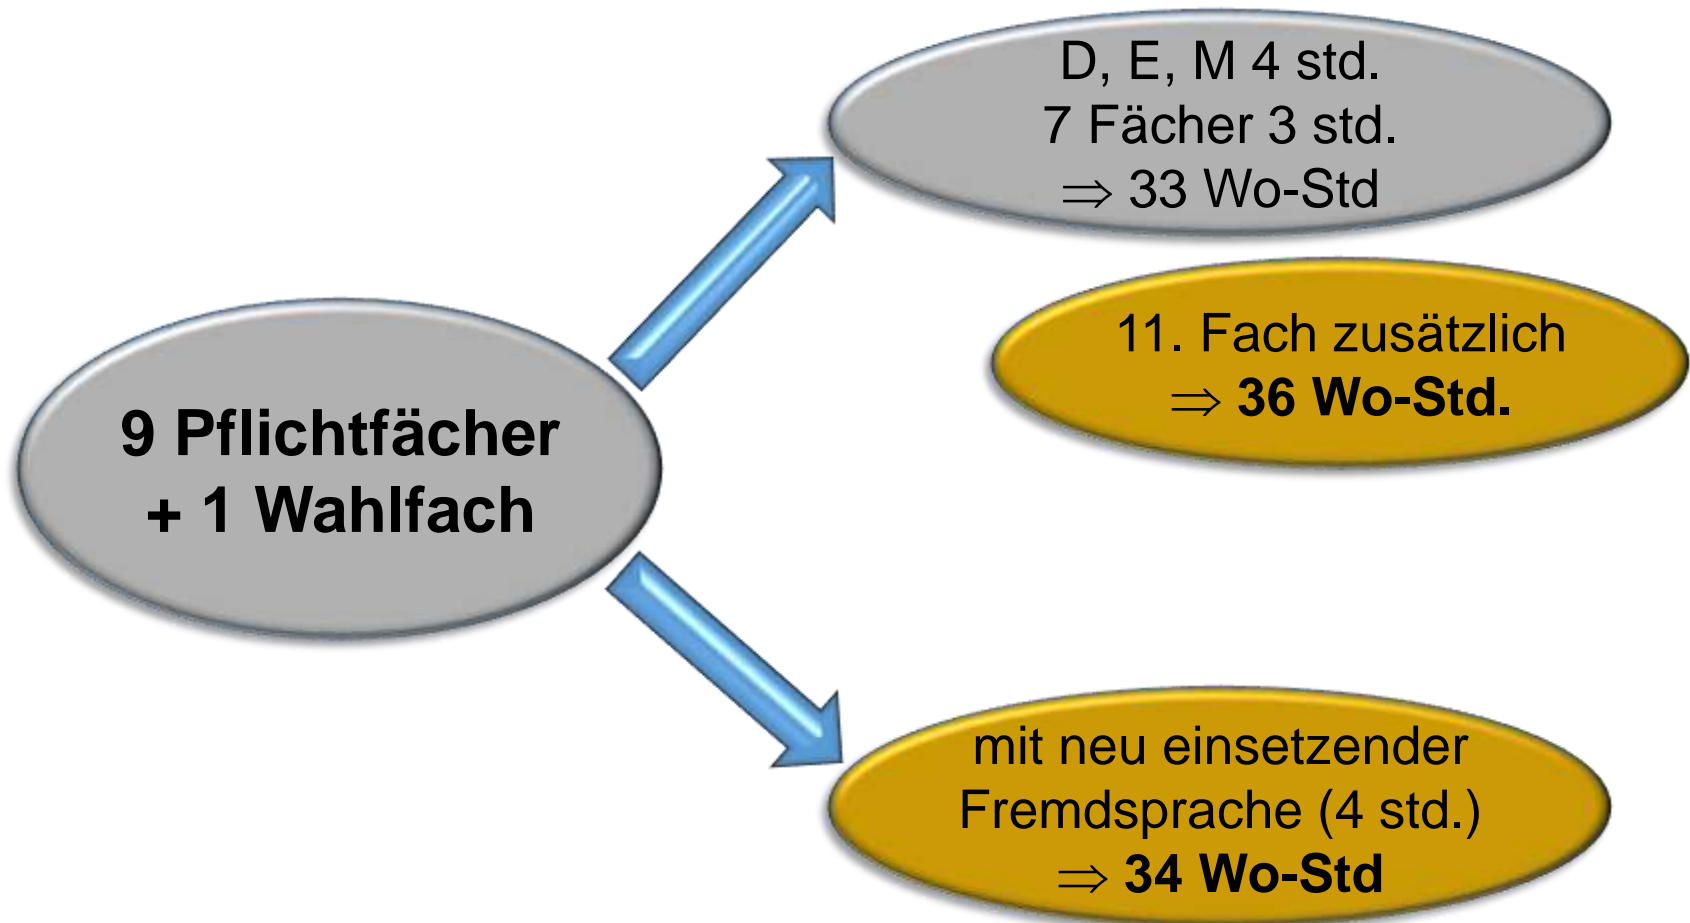 D, E, M 4 std.
7 Fächer 3 std.
⇒ 33 Wo-Std
11. Fach zusätzlich
⇒ 36 Wo-Std.
9 Pflichtfächer
+ 1 Wahlfach
mit neu einsetzender
Fremdsprache (4 std.)
⇒ 34 Wo-Std